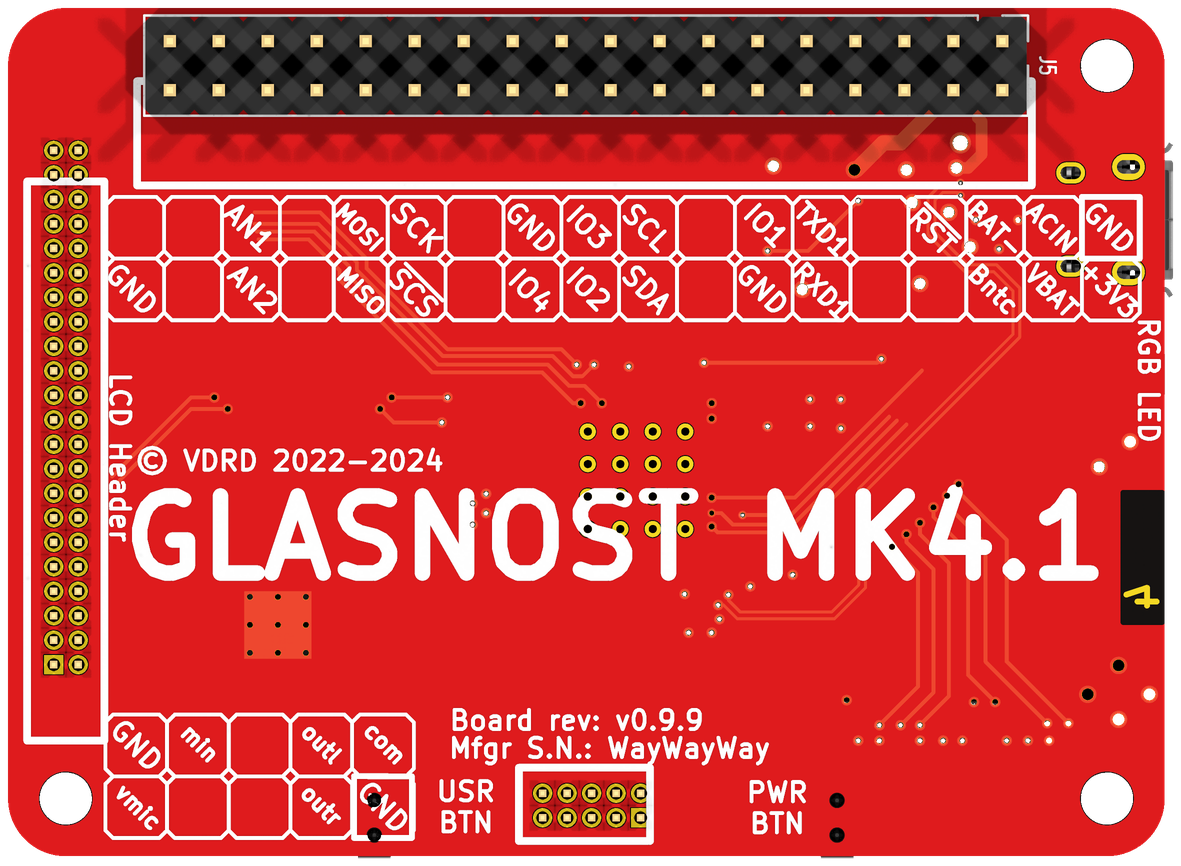 J5
AN1 MOSI SCK GND IO3 SCL IO1 TXD1 RST BAT- ACIN GND
GND AN2 MISO SCS IO4 IO2 SDA GND RXD1 Bntc VBAT +3V3
RGB LED
LCD Header
© VDRD 2022-2024
GLASNOST MK4.1
4
Board rev: v0.9.9
Mfgr S.N.: WayWayWay
GND min outl com
vmic outr GND
USR
BTN
PWR
BTN